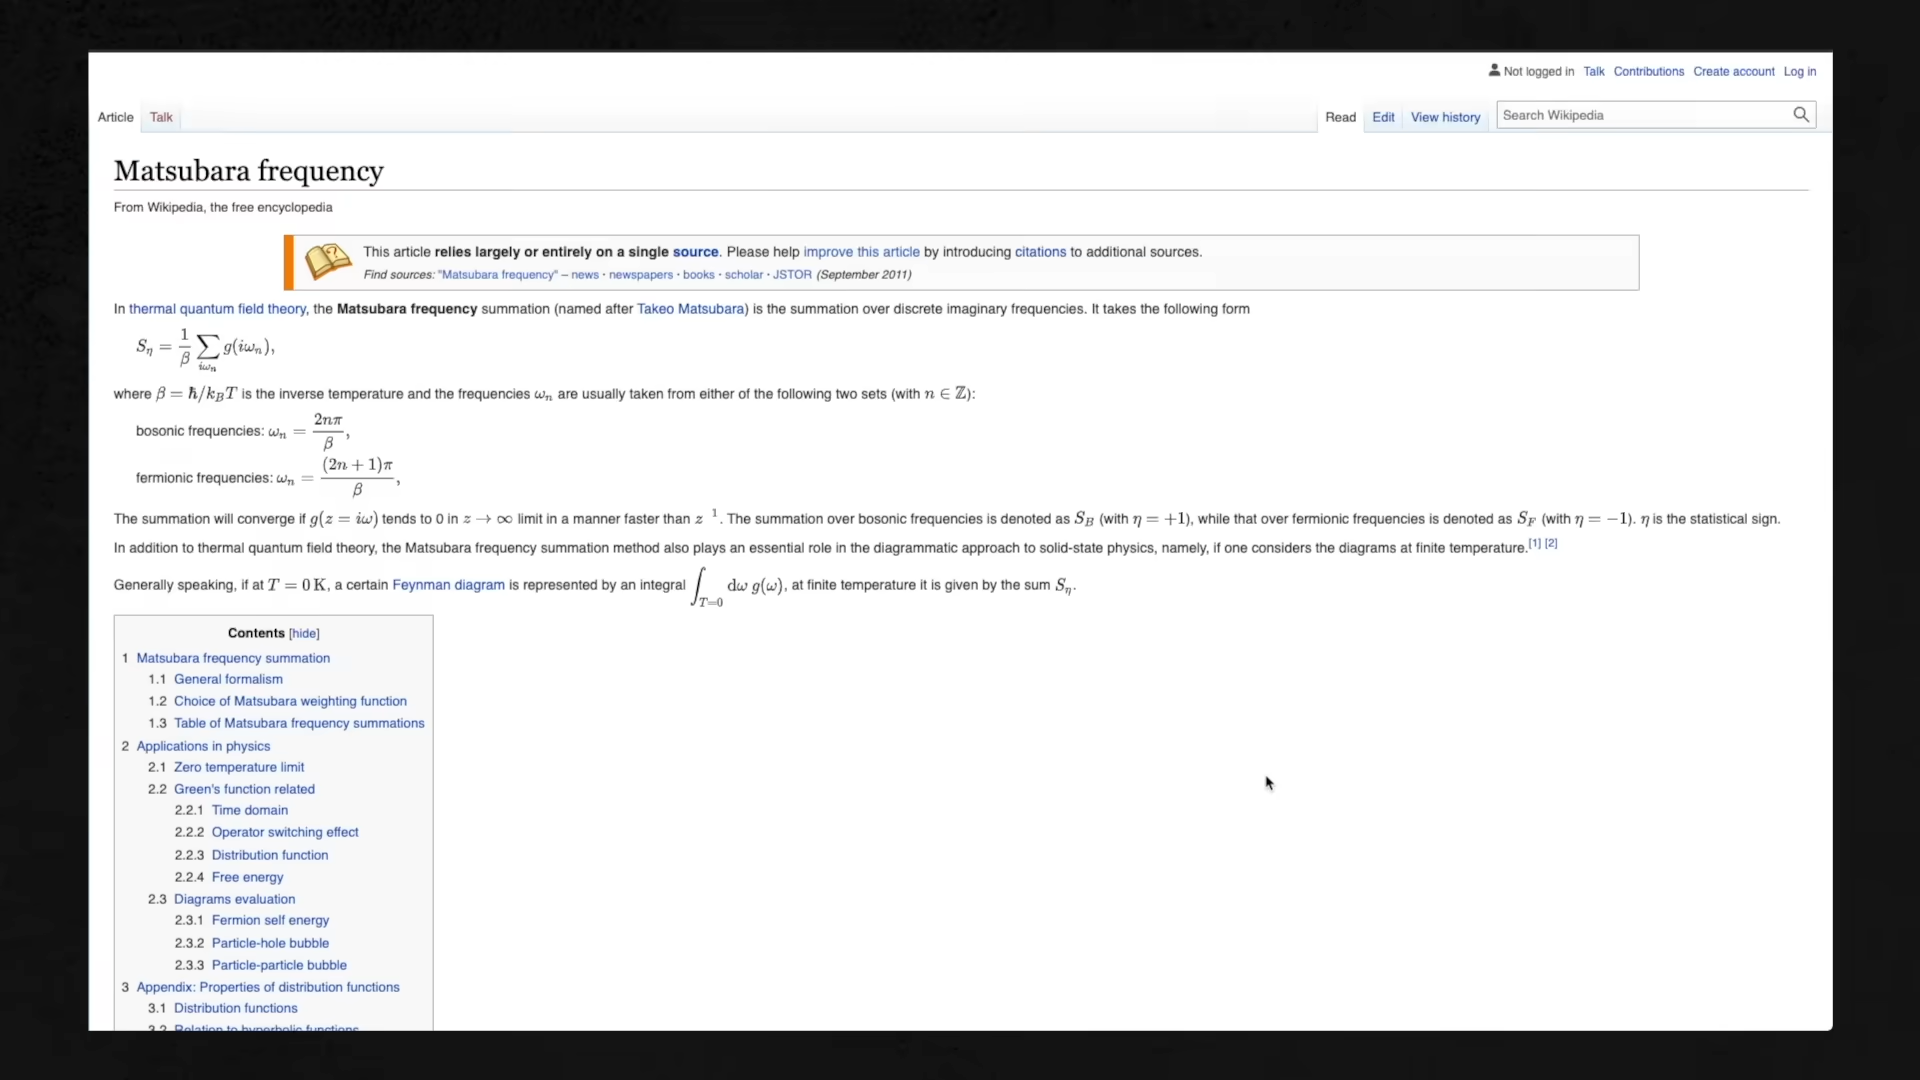 Not logged in Talk Contributions Create account Log in
Article Talk Read Edit View history Search Wikipedia
Matsubara frequency
From Wikipedia, the free encyclopedia
This article relies largely or entirely on a single source. Please help improve this article by introducing citations to additional sources.
Find sources: "Matsubara frequency" – news · newspapers · books · scholar · JSTOR (September 2011)
In thermal quantum field theory, the Matsubara frequency summation (named after Takeo Matsubara) is the summation over discrete imaginary frequencies. It takes the following form
S_η = 1/β ∑_{iω_n} g(iω_n),
where β = ħ/k_BT is the inverse temperature and the frequencies ω_n are usually taken from either of the following two sets (with n ∈ ℤ):
bosonic frequencies: ω_n = 2nπ/β,
fermionic frequencies: ω_n = (2n + 1)π/β,
The summation will converge if g(z = iω) tends to 0 in z → ∞ limit in a manner faster than z ¹. The summation over bosonic frequencies is denoted as S_B (with η = +1), while that over fermionic frequencies is denoted as S_F (with η = −1). η is the statistical sign.
In addition to thermal quantum field theory, the Matsubara frequency summation method also plays an essential role in the diagrammatic approach to solid-state physics, namely, if one considers the diagrams at finite temperature.[1] [2]
Generally speaking, if at T = 0 K, a certain Feynman diagram is represented by an integral ∫_{T=0} dω g(ω), at finite temperature it is given by the sum S_η.
Contents [hide]
1 Matsubara frequency summation
1.1 General formalism
1.2 Choice of Matsubara weighting function
1.3 Table of Matsubara frequency summations
2 Applications in physics
2.1 Zero temperature limit
2.2 Green's function related
2.2.1 Time domain
2.2.2 Operator switching effect
2.2.3 Distribution function
2.2.4 Free energy
2.3 Diagrams evaluation
2.3.1 Fermion self energy
2.3.2 Particle-hole bubble
2.3.3 Particle-particle bubble
3 Appendix: Properties of distribution functions
3.1 Distribution functions
3.2 Relation to hyperbolic functions